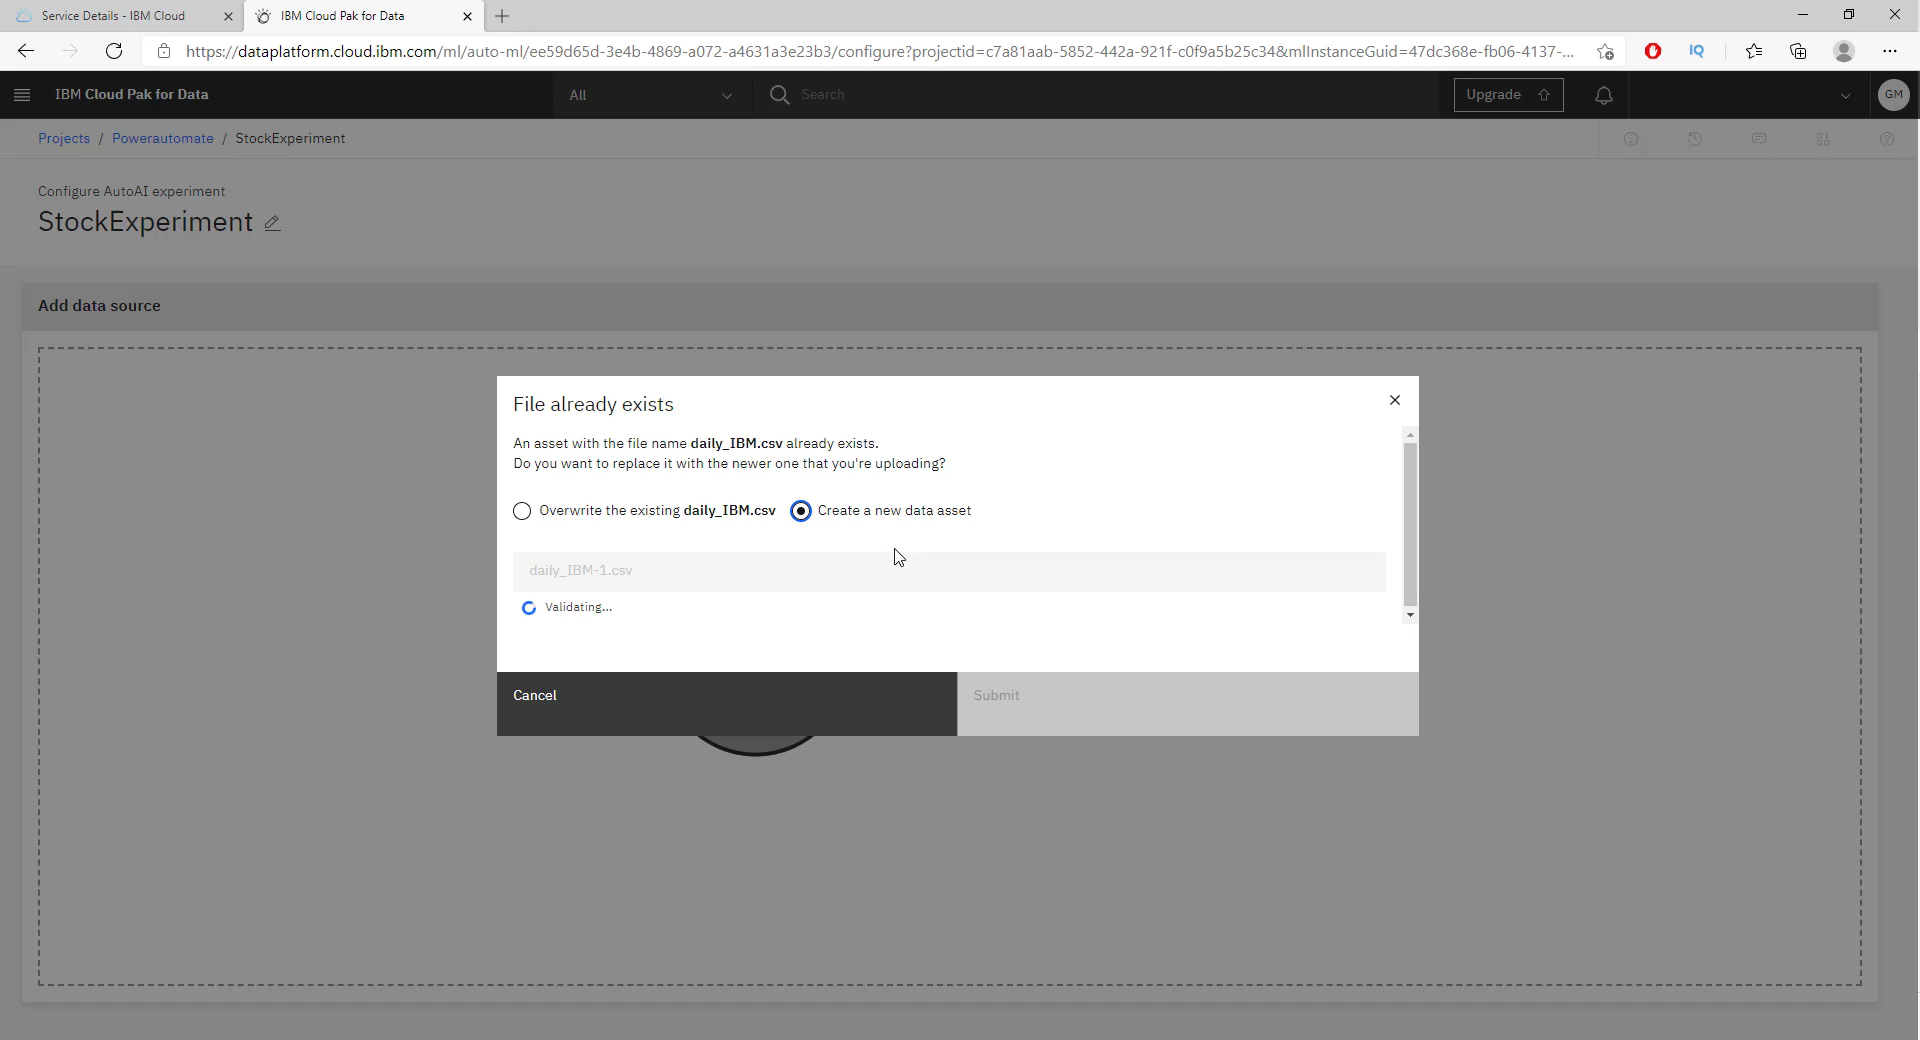 Service Details - IBM Cloud
IBM Cloud Pak for Data
https://dataplatform.cloud.ibm.com/ml/auto-ml/ee59d65d-3e4b-4869-a072-a4631a3e23b3/configure?projectid=c7a81aab-5852-442a-921f-c0f9a5b25c34&mlInstanceGuid=47dc368e-fb06-4137-...
IQ
IBM Cloud Pak for Data
All
Search
Upgrade
GM
Projects / Powerautomate / StockExperiment
Configure AutoAI experiment
StockExperiment
Add data source
File already exists
An asset with the file name daily_IBM.csv already exists.
Do you want to replace it with the newer one that you're uploading?
Overwrite the existing daily_IBM.csv
Create a new data asset
daily_IBM-1.csv
Validating...
Cancel
Submit